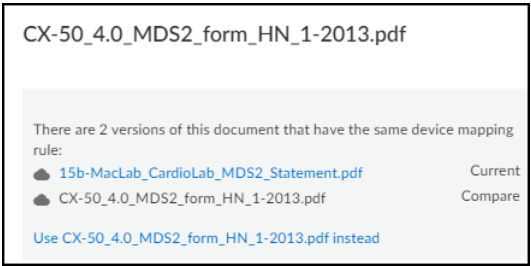 CX-50_4.0_MDS2_form_HN_1-2013.pdf
There are 2 versions of this document that have the same device mapping
rule:
15b-MacLab_CardioLab_MDS2_Statement.pdf Current
CX-50_4.0_MDS2_form_HN_1-2013.pdf Compare
Use CX-50_4.0_MDS2_form_HN_1-2013.pdf instead